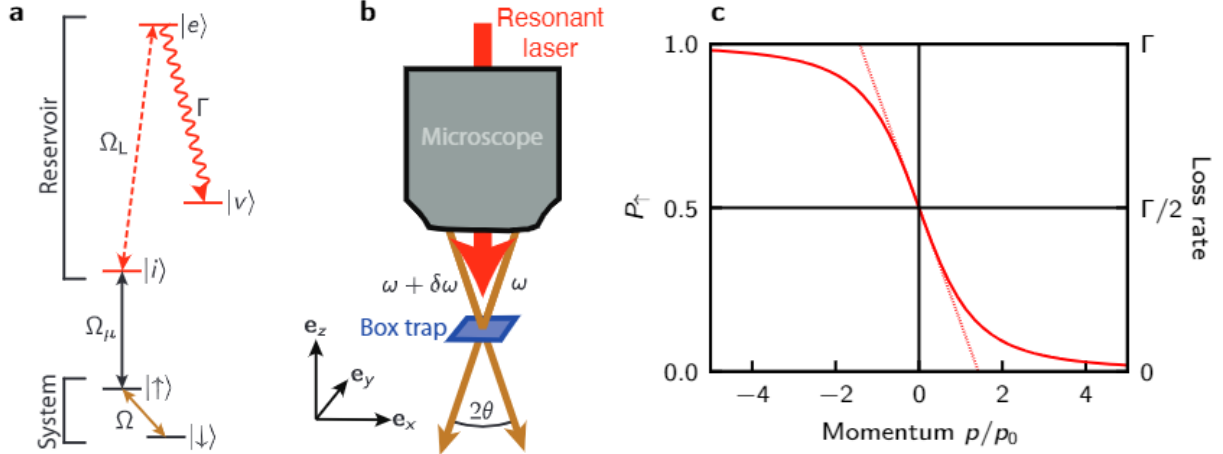 a
|e⟩
Reservoir
Γ
Ω_L
|v⟩
|i⟩
Ω_μ
System
|↑⟩
Ω
|↓⟩
b
Resonant
laser
Microscope
ω + δω
ω
Box trap
e_z
e_y
e_x
2θ
c
1.0
Γ
P_↑
0.5
Γ/2
Loss rate
0.0
0
−4
−2
0
2
4
Momentum p/p_0